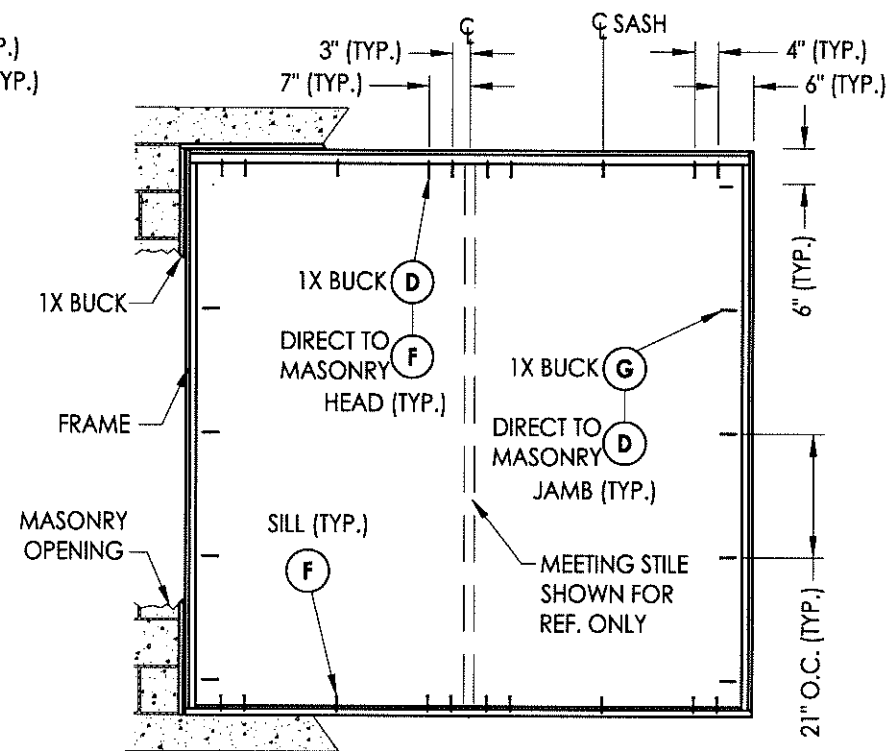 P.)
TYP.)
3" (TYP.)
7" (TYP.)
℄
℄ SASH
4" (TYP.)
6" (TYP.)
6" (TYP.)
1X BUCK
FRAME
MASONRY
OPENING
1X BUCK D
DIRECT TO
MASONRY F
HEAD (TYP.)
1X BUCK G
DIRECT TO
MASONRY D
JAMB (TYP.)
SILL (TYP.)
F
MEETING STILE
SHOWN FOR
REF. ONLY
21" O.C. (TYP.)